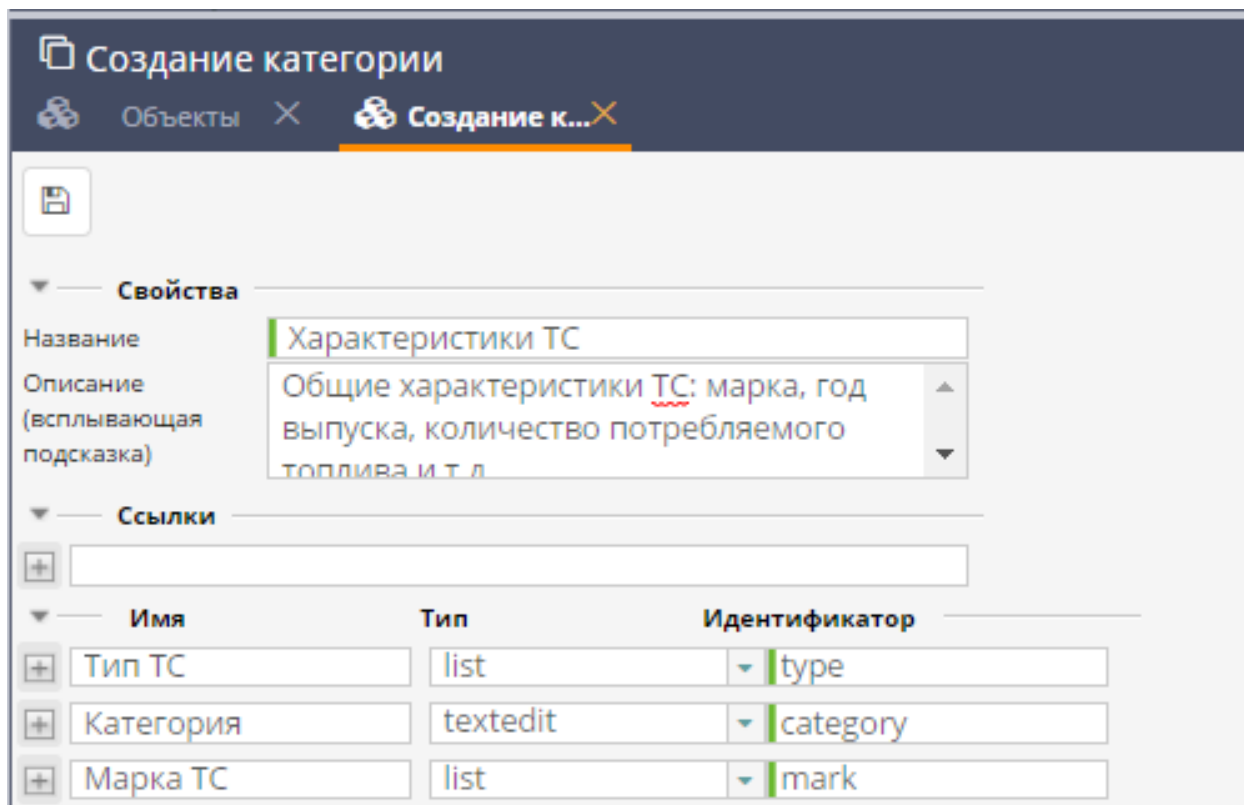 Создание категории
Объекты Создание к...
Свойства
Название Характеристики ТС
Описание (всплывающая подсказка)
Общие характеристики ТС: марка, год
выпуска, количество потребляемого
топлива и т.д
Ссылки
Имя Тип Идентификатор
Тип ТС list type
Категория textedit category
Марка ТС list mark